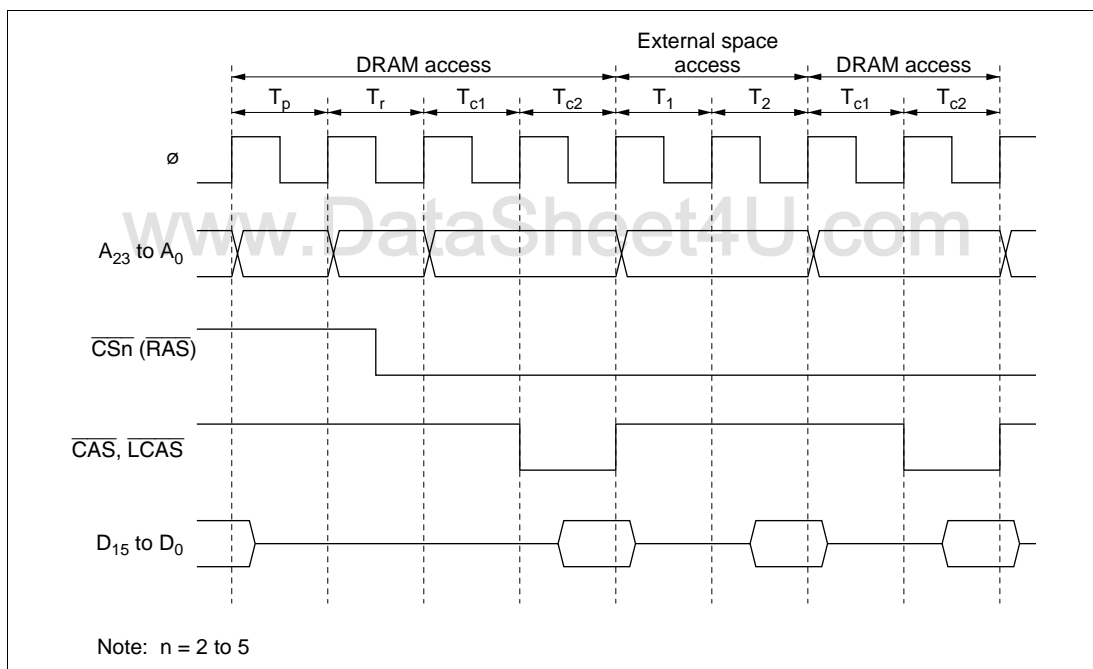 External space
access
DRAM access
DRAM access
Tp
Tr
Tc1
Tc2
T1
T2
Tc1
Tc2
ø
www.DataSheet4U.com
A23 to A0
CSn (RAS)
CAS, LCAS
D15 to D0
Note: n = 2 to 5